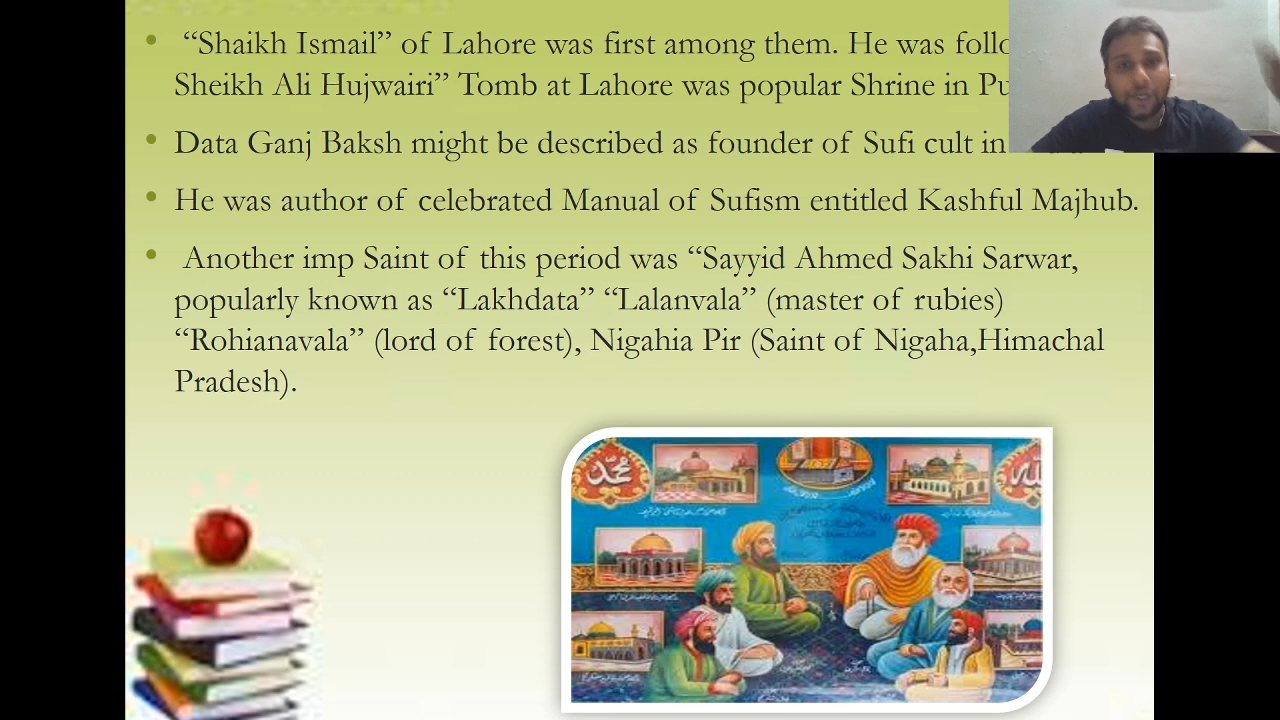 • “Shaikh Ismail” of Lahore was first among them. He was
Sheikh Ali Hujwairi” Tomb at Lahore was popular Shrine in
• Data Ganj Baksh might be described as founder of Sufi cult in
• He was author of celebrated Manual of Sufism entitled Kashful Majhub.
• Another imp Saint of this period was “Sayyid Ahmed Sakhi Sarwar,
popularly known as “Lakhdata” “Lalanvala” (master of rubies)
“Rohianavala” (lord of forest), Nigahia Pir (Saint of Nigaha,Himachal
Pradesh).
محمد